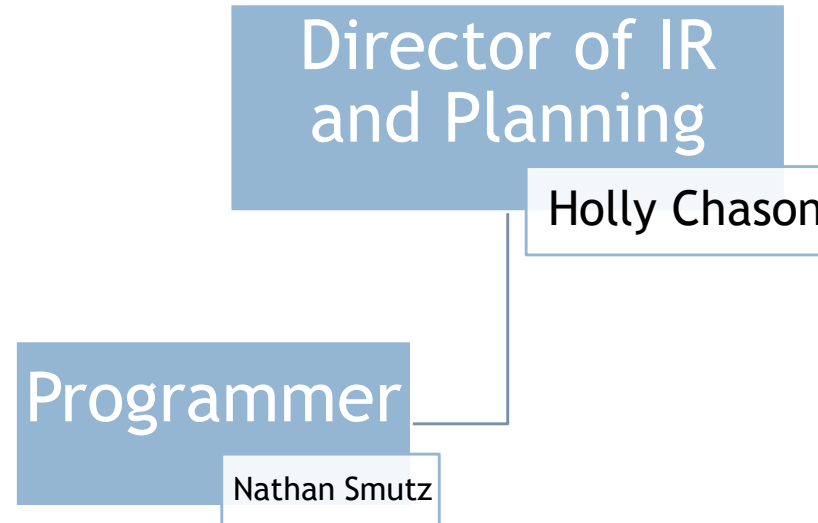 Director of IR
and Planning
Holly Chason
Programmer
Nathan Smutz